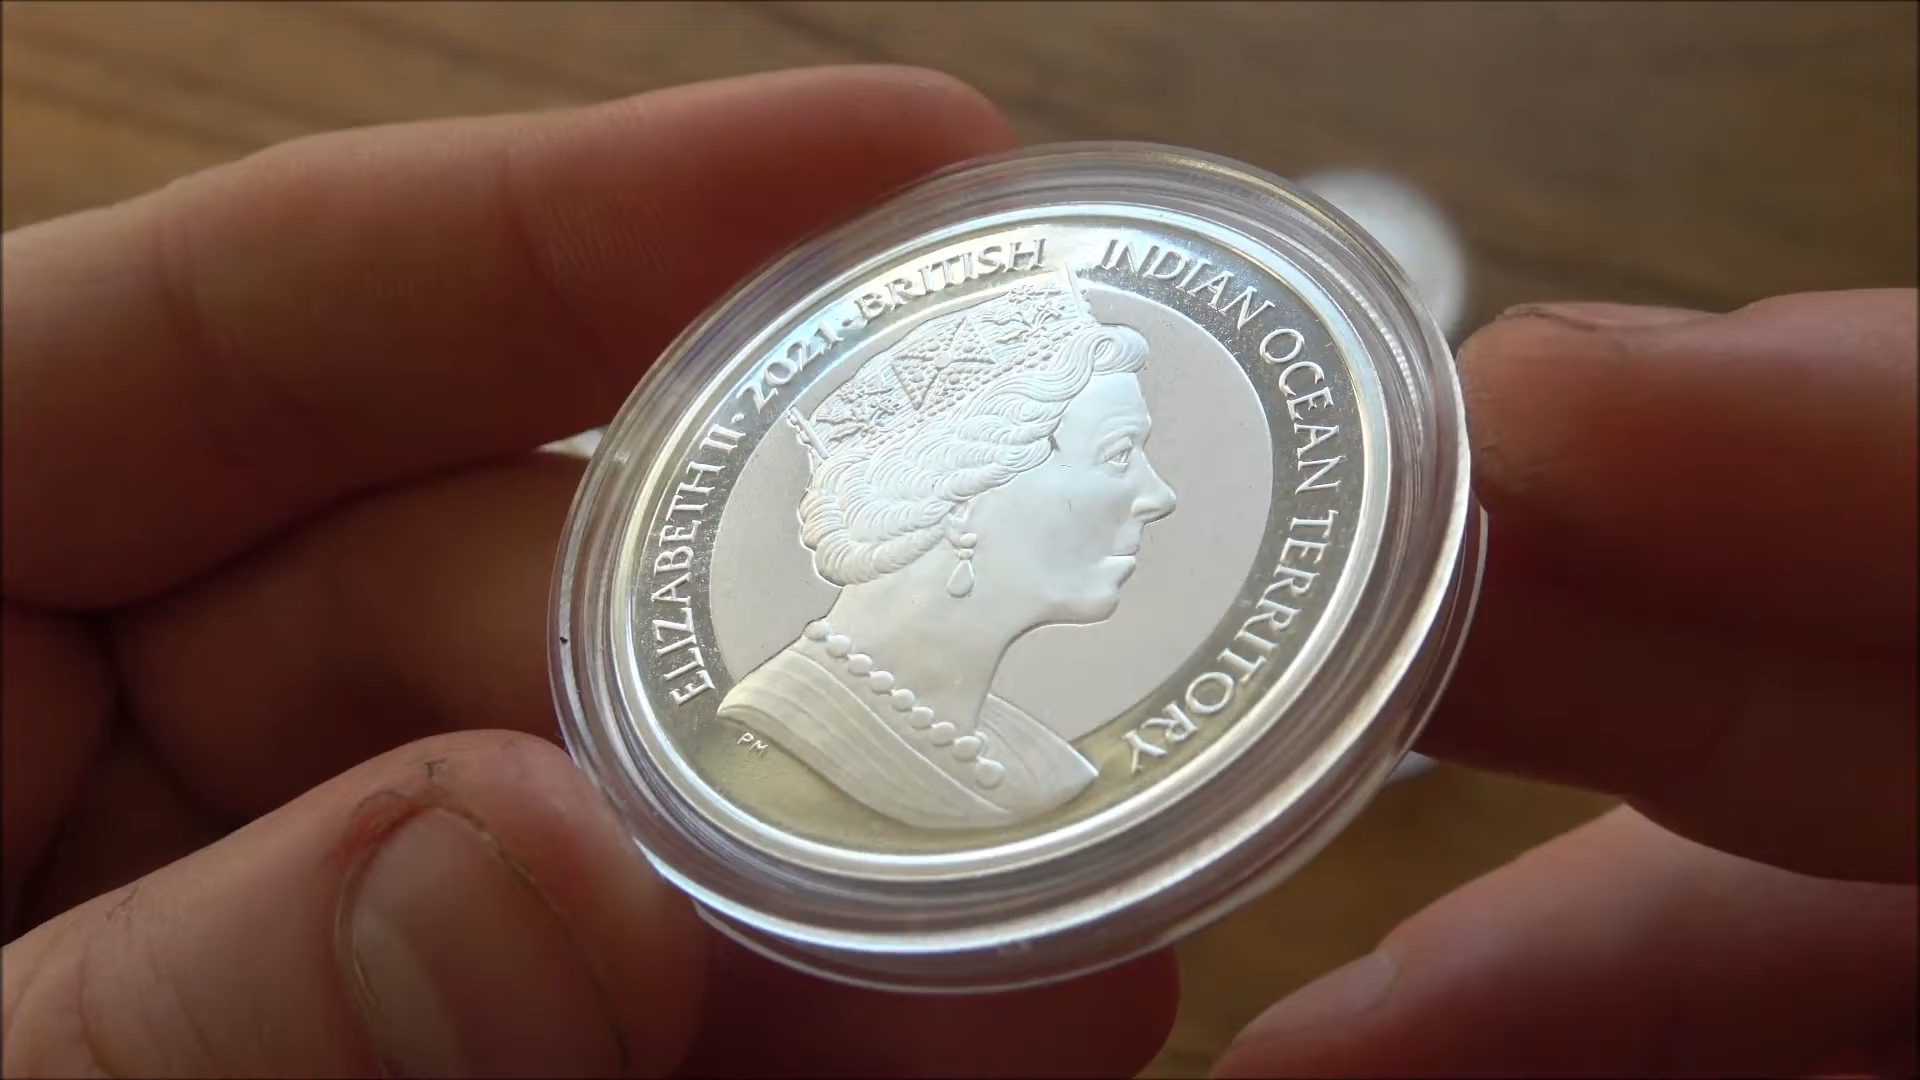 ELIZABETH II · 2021 · BRITISH INDIAN OCEAN TERRITORY
PM